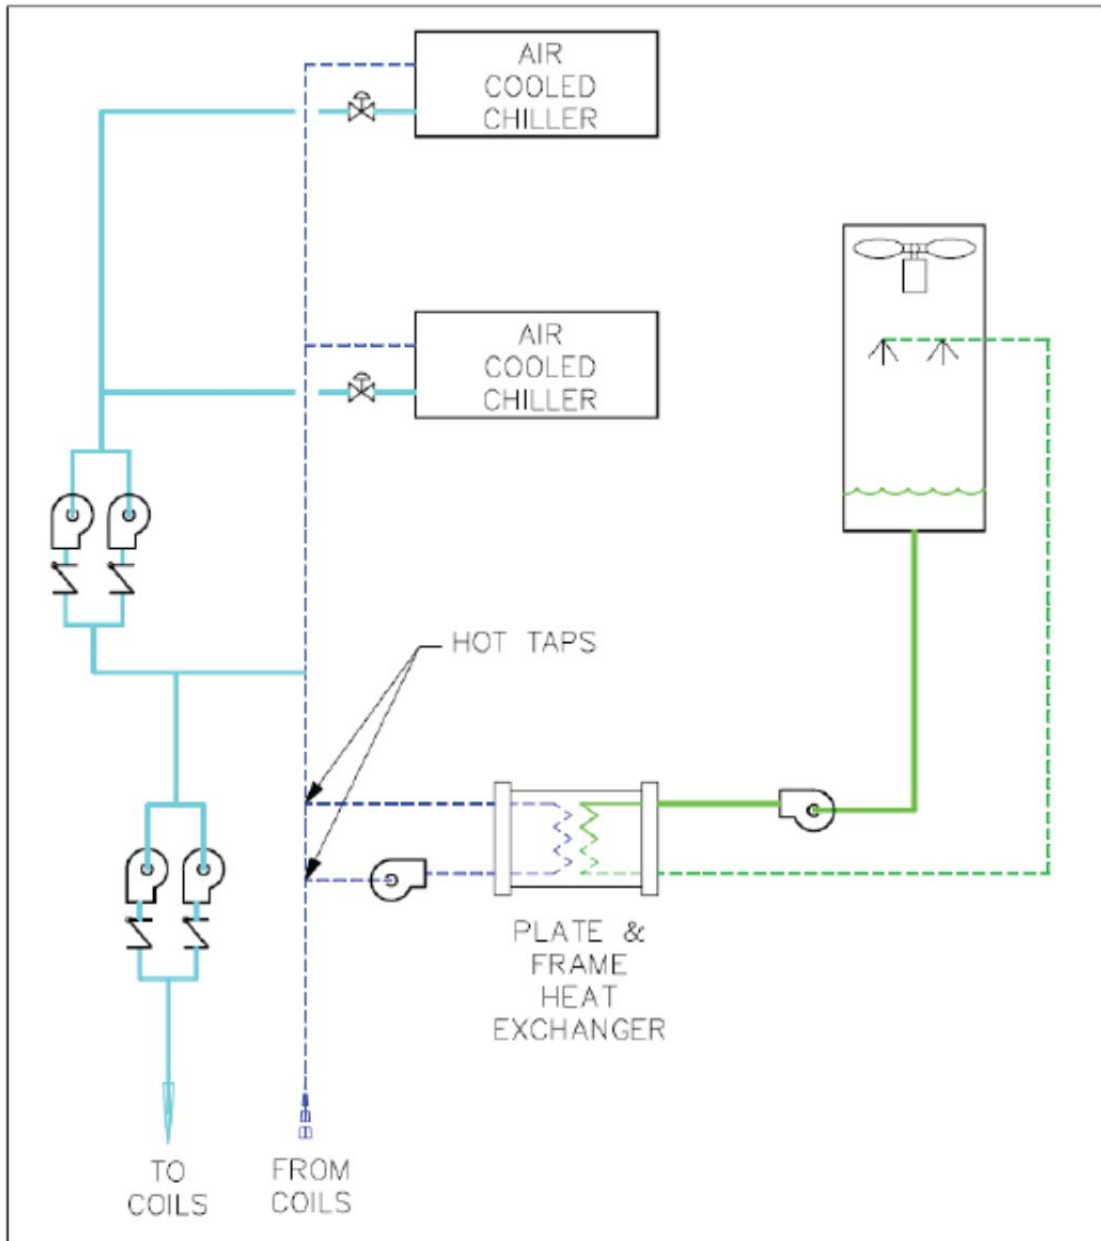 AIR
COOLED
CHILLER
AIR
COOLED
CHILLER
HOT TAPS
PLATE &
FRAME
HEAT
EXCHANGER
TO
COILS
FROM
COILS